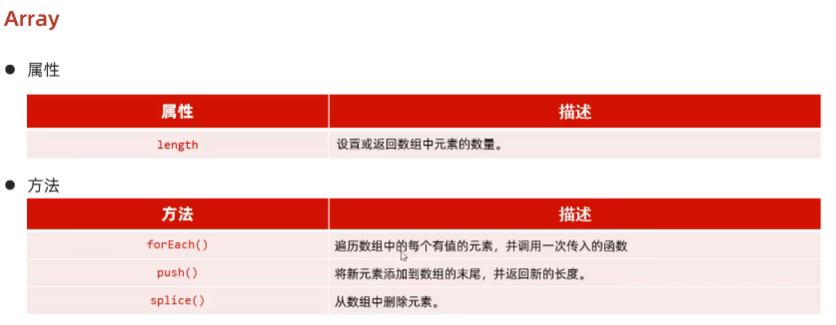 Array
属性
属性 描述
length 设置或返回数组中元素的数量。
方法
方法 描述
forEach() 遍历数组中的每个有值的元素，并调用一次传入的函数
push() 将新元素添加到数组的末尾，并返回新的长度。
splice() 从数组中删除元素。